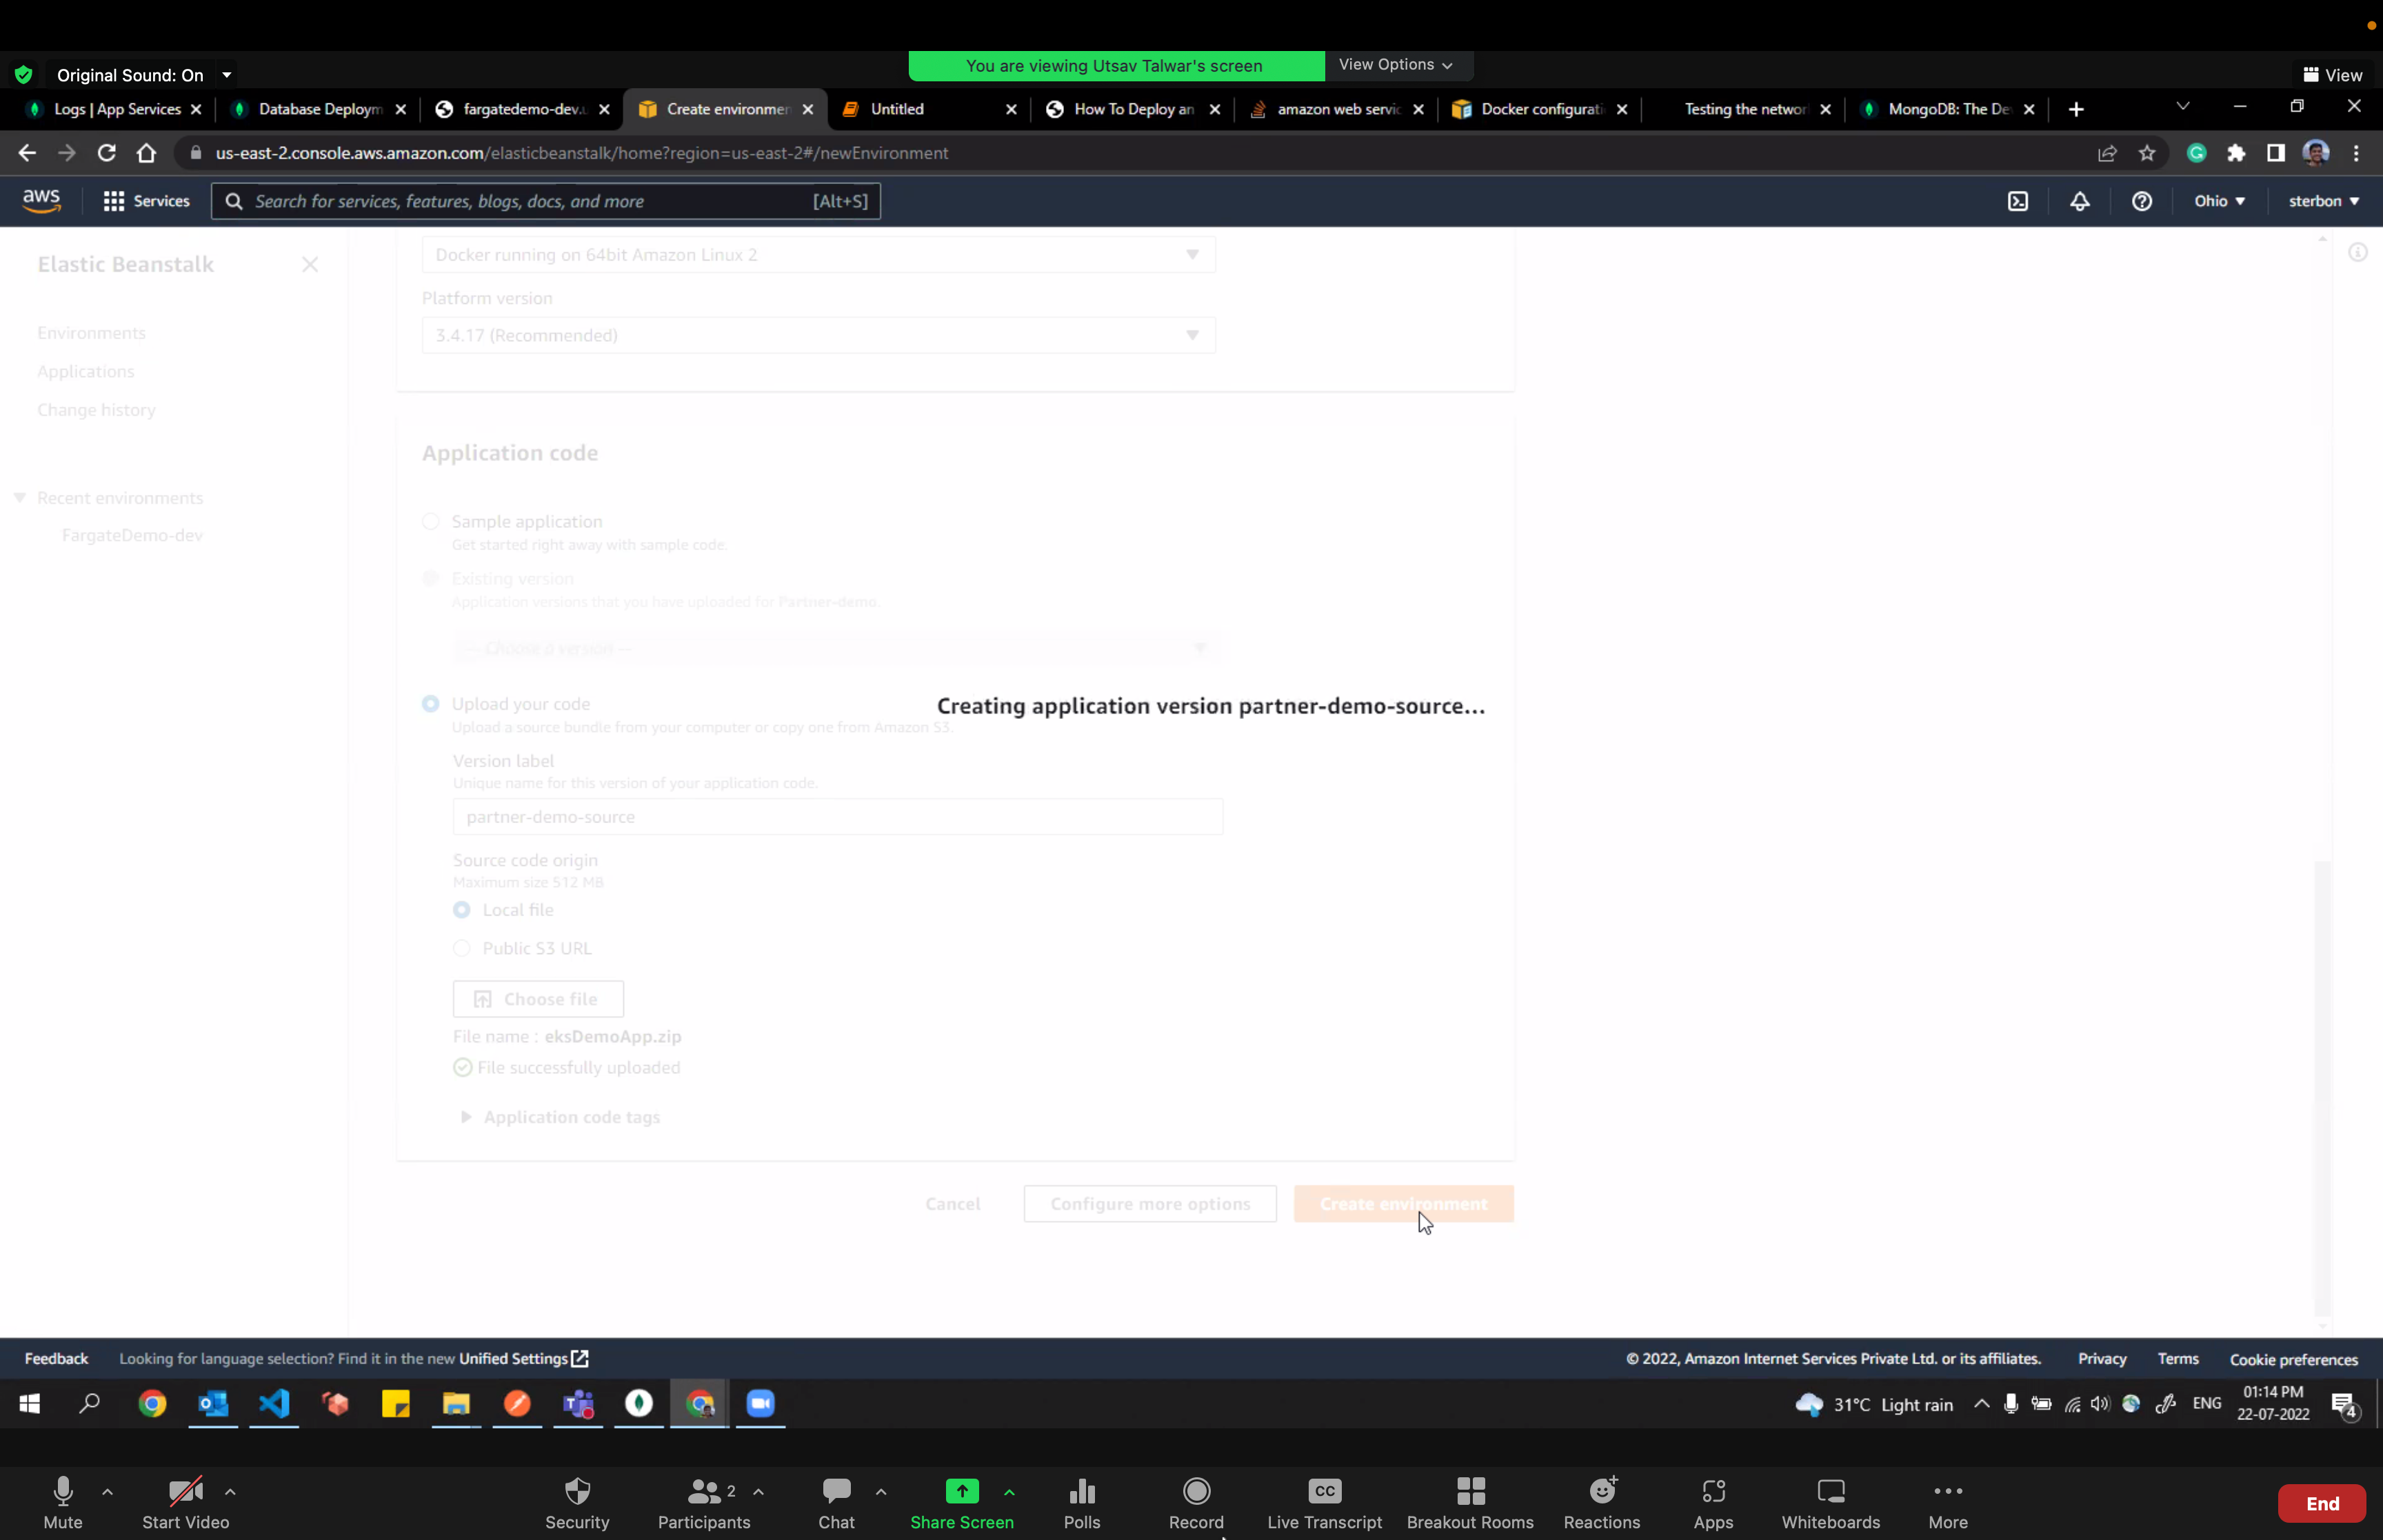 Original Sound: On
You are viewing Utsav Talwar's screen
View Options
View
Logs | App Services
Database Deploym
fargatedemo-dev.u
Create environmen
Untitled
How To Deploy an
amazon web servic
Docker configurati
Testing the networ
MongoDB: The De
us-east-2.console.aws.amazon.com/elasticbeanstalk/home?region=us-east-2#/newEnvironment
aws
Services
Search for services, features, blogs, docs, and more
[Alt+S]
Ohio
sterbon
Elastic Beanstalk
Environments
Applications
Change history
Recent environments
FargateDemo-dev
Docker running on 64bit Amazon Linux 2
Platform version
3.4.17 (Recommended)
Application code
Sample application
Get started right away with sample code.
Existing version
Application versions that you have uploaded for Partner-demo.
-- Choose a version --
Upload your code
Upload a source bundle from your computer or copy one from Amazon S3.
Creating application version partner-demo-source...
Version label
Unique name for this version of your application code.
partner-demo-source
Source code origin
Maximum size 512 MB
Local file
Public S3 URL
Choose file
File name : eksDemoApp.zip
File successfully uploaded
Application code tags
Cancel
Configure more options
Create environment
Feedback
Looking for language selection? Find it in the new Unified Settings
© 2022, Amazon Internet Services Private Ltd. or its affiliates.
Privacy
Terms
Cookie preferences
31°C Light rain
ENG
01:14 PM
22-07-2022
4
Mute
Start Video
Security
2
Participants
Chat
Share Screen
Polls
Record
CC
Live Transcript
Breakout Rooms
Reactions
Apps
Whiteboards
More
End